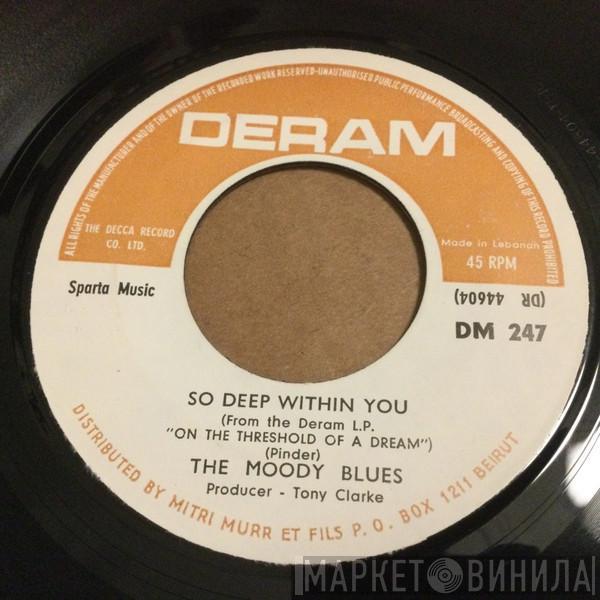 ALL RIGHTS OF THE MANUFACTURER AND OF THE OWNER OF THE RECORDED WORK RESERVED-UNAUTHORISED PUBLIC PERFORMANCE BROADCASTING AND COPYING OF THIS RECORD PROHIBITED
DERAM
THE DECCA RECORD
CO. LTD.
Made in Lebanon
45 RPM
Sparta Music
(DR 44604)
DM 247
SO DEEP WITHIN YOU
(From the Deram L.P.
"ON THE THRESHOLD OF A DREAM")
(Pinder)
THE MOODY BLUES
Producer - Tony Clarke
DISTRIBUTED BY MITRI MURR ET FILS P. O. BOX 1211 BEIRUT
МАРКЕТ ВИНИЛА